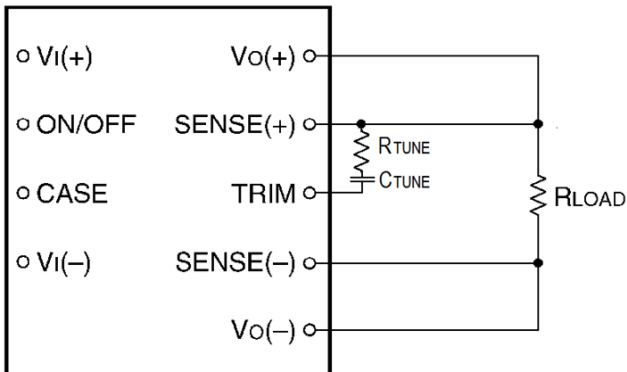 VI(+) VO(+)
ON/OFF SENSE(+)
RTUNE
CTUNE
CASE TRIM
RLOAD
VI(–) SENSE(–)
VO(–)